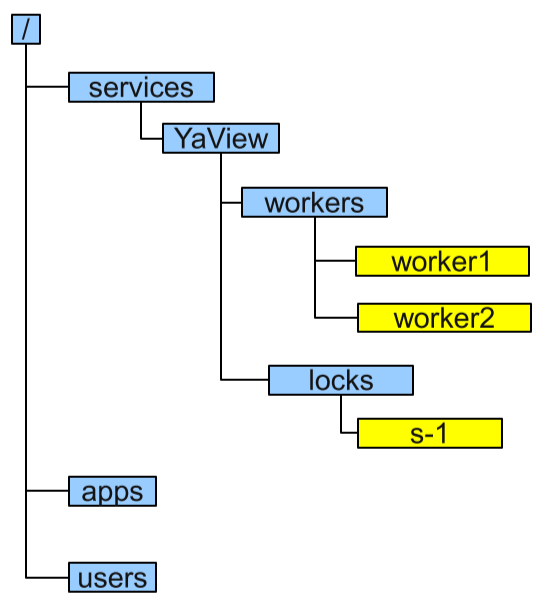 /
services
YaView
workers
worker1
worker2
locks
s-1
apps
users